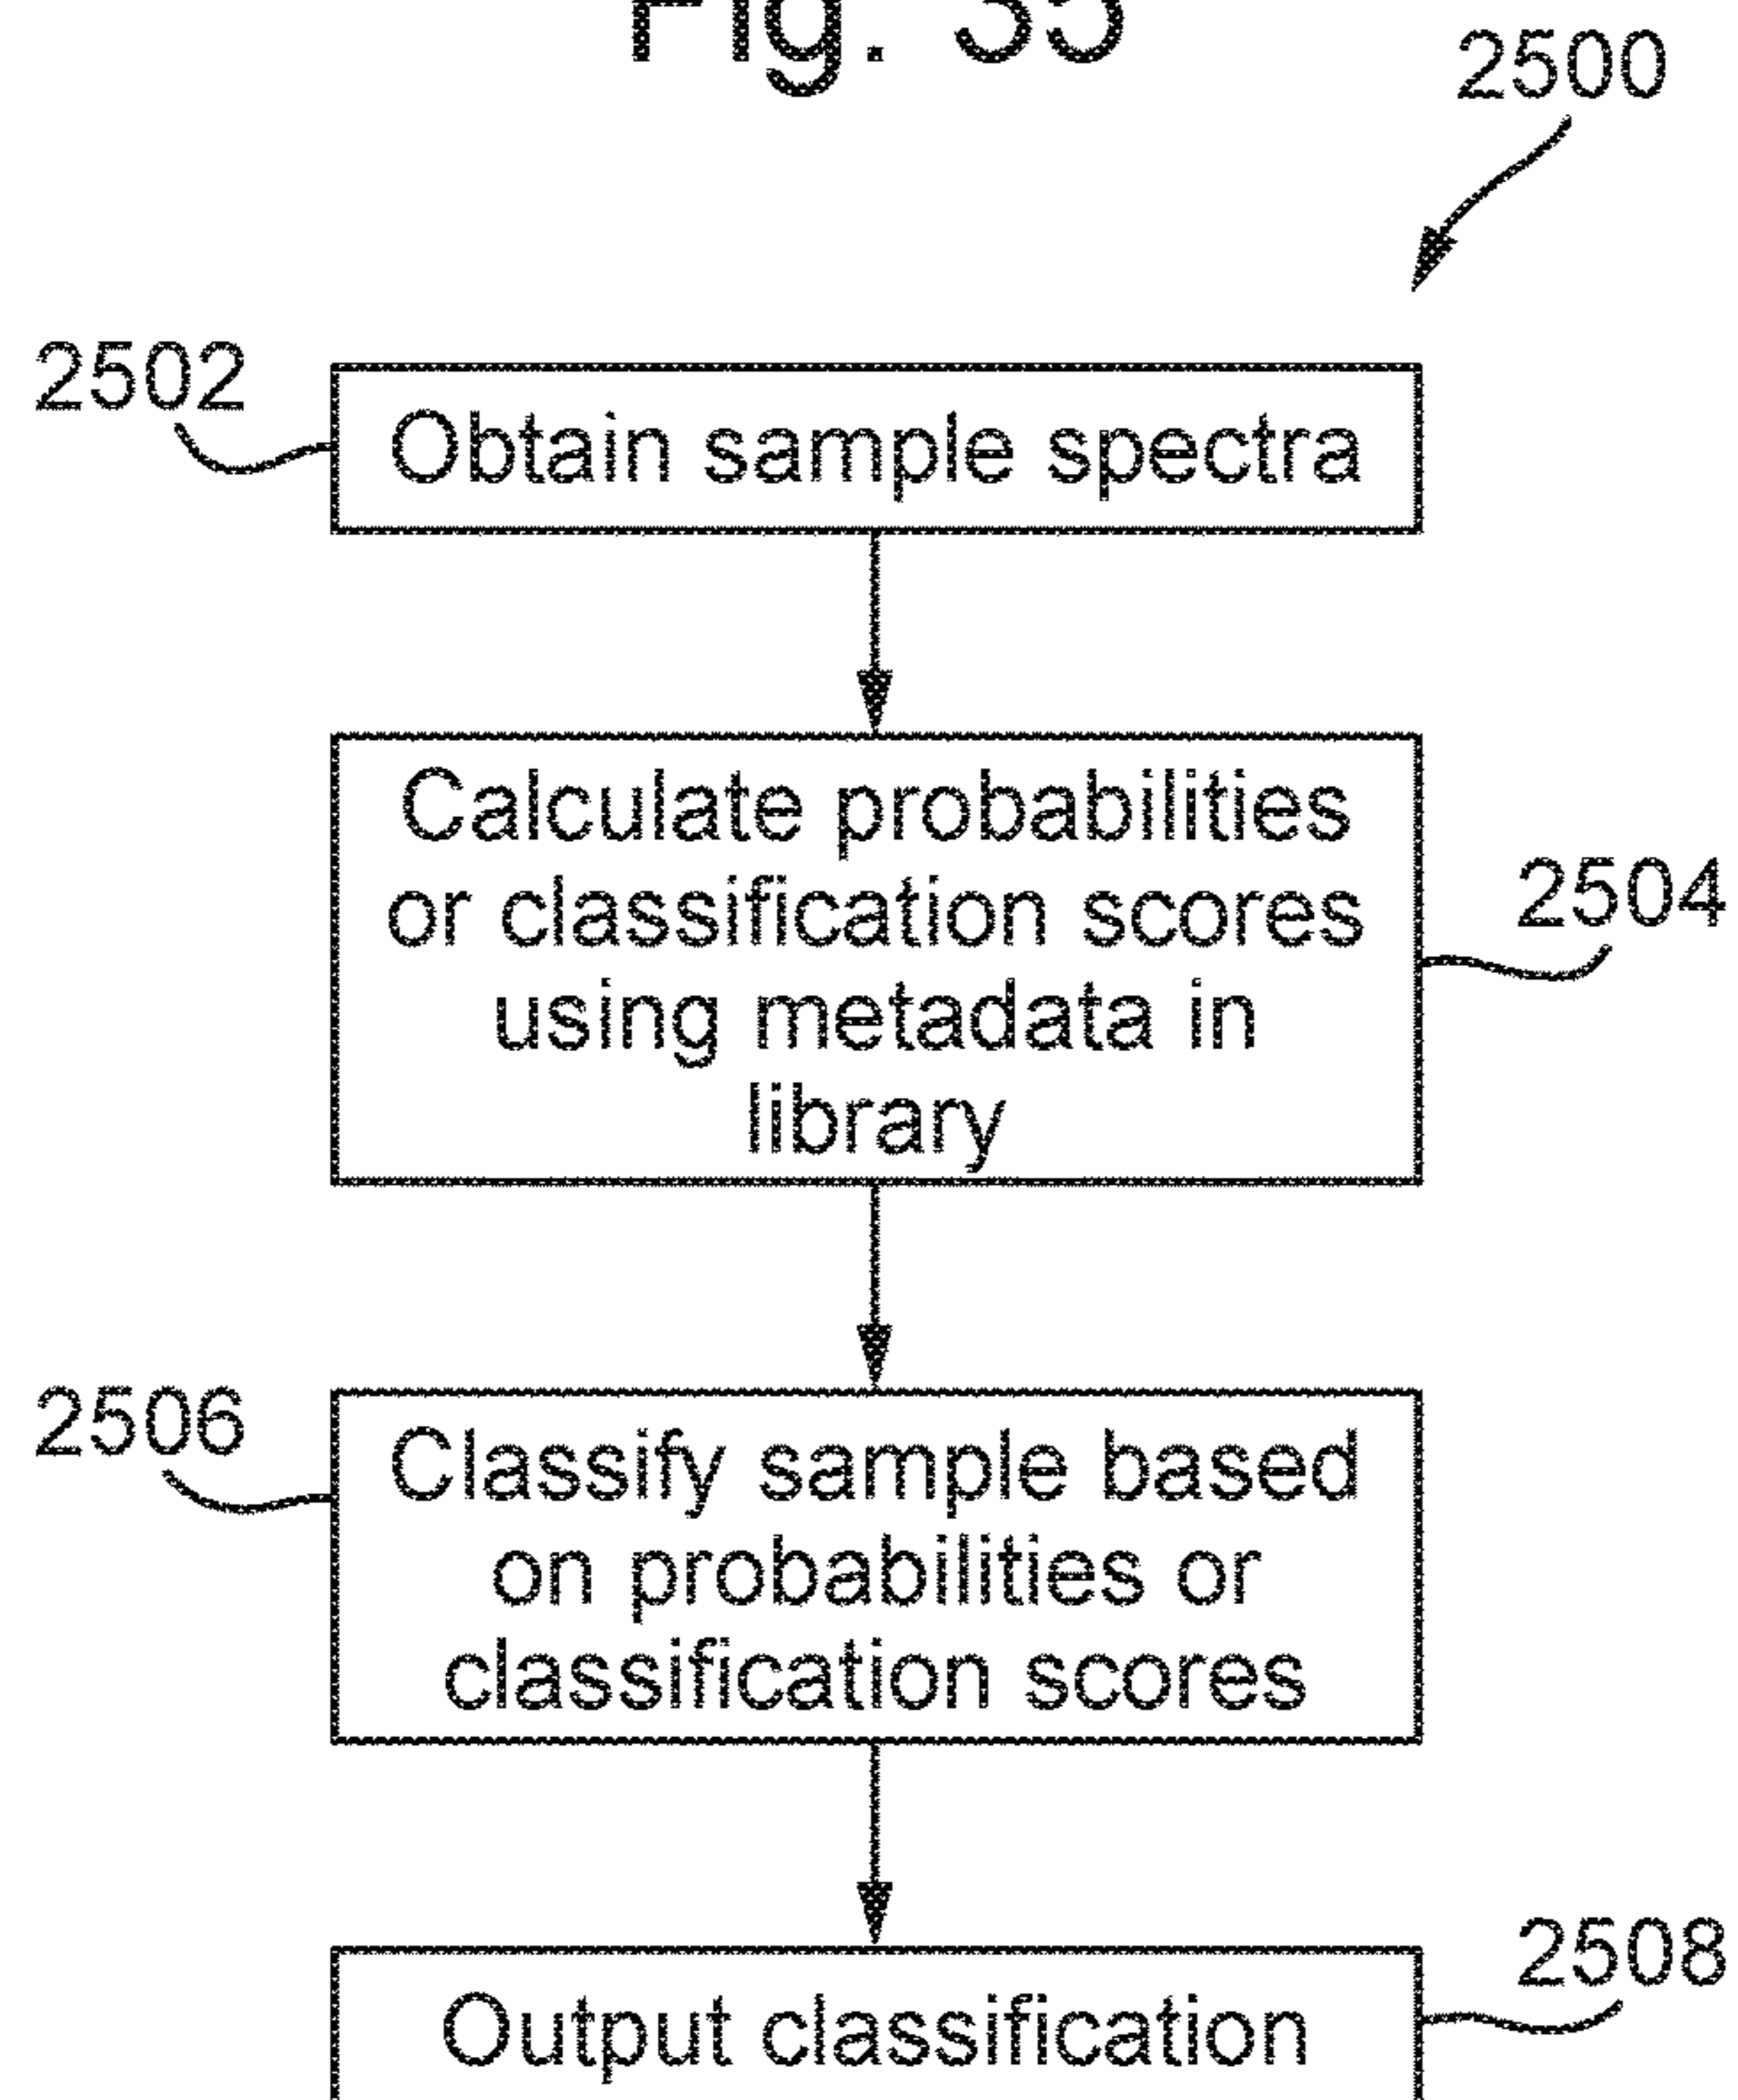 Fig. 35
2500
2502
Obtain sample spectra
Calculate probabilities
or classification scores
using metadata in
library
2504
2506
Classify sample based
on probabilities or
classification scores
2508
Output classification